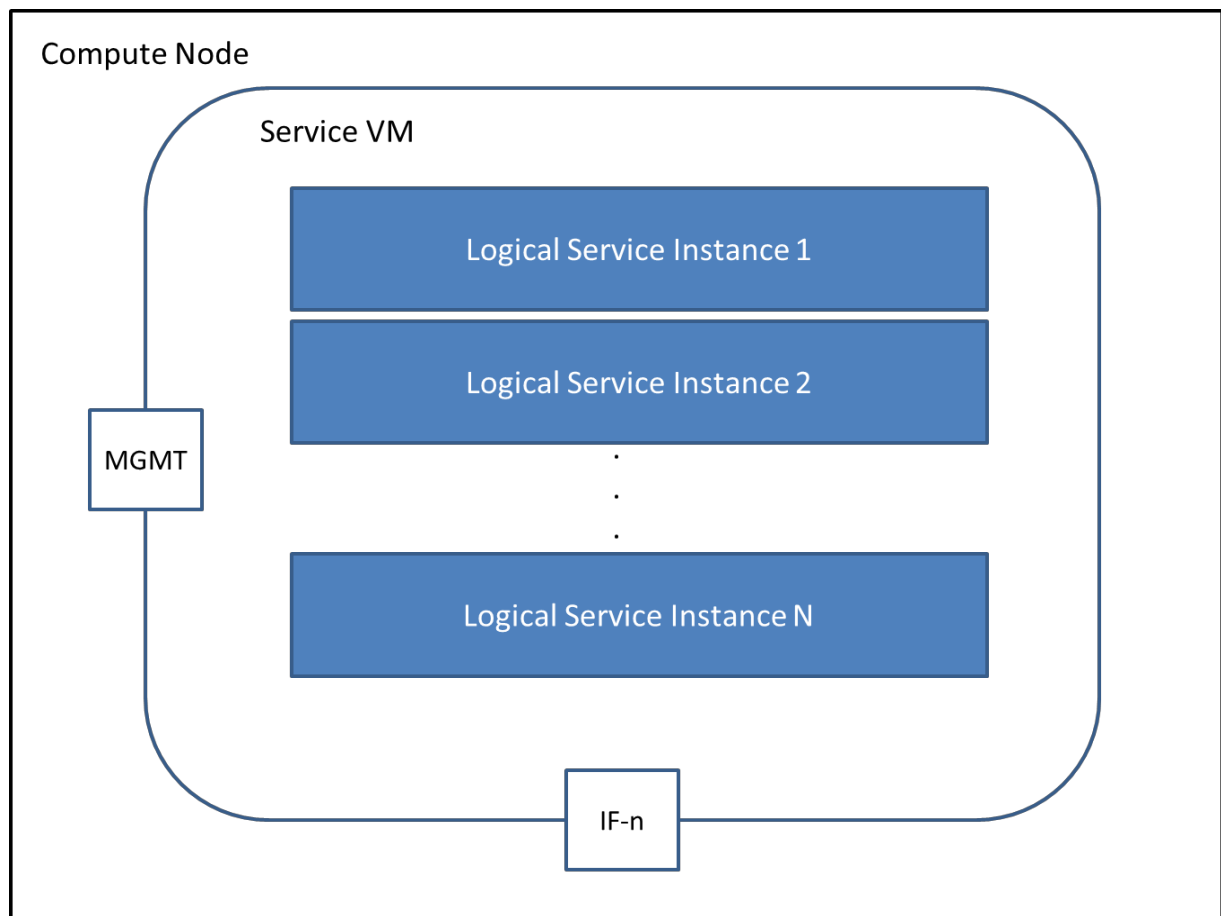 Compute Node
Service VM
Logical Service Instance 1
Logical Service Instance 2
.
.
.
MGMT
Logical Service Instance N
IF-n